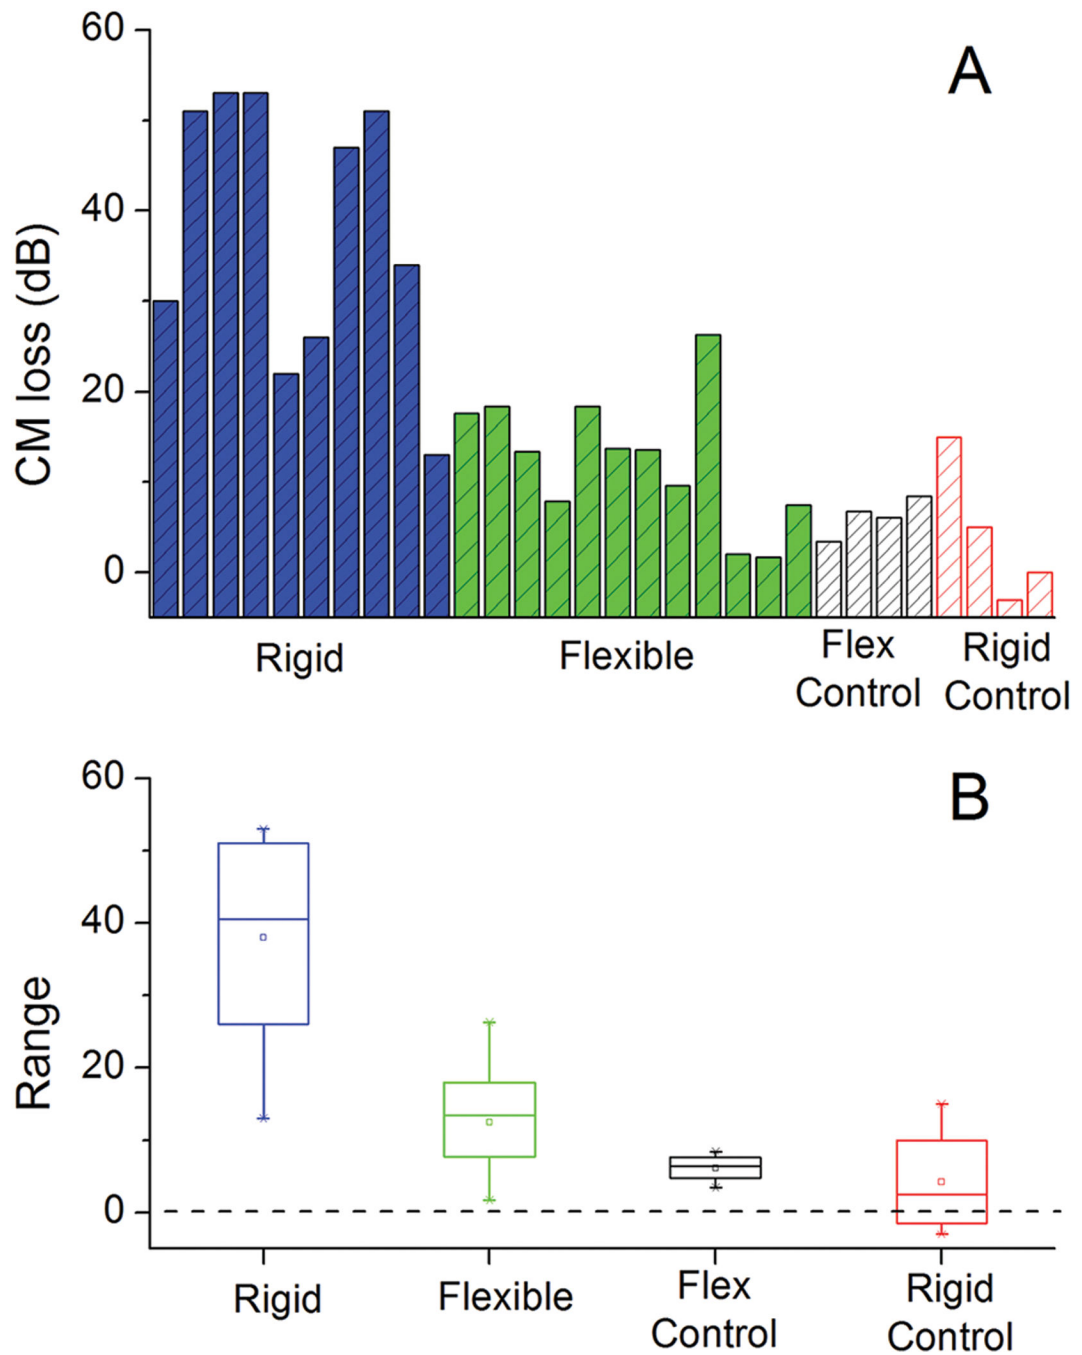 A
60
40
20
0
CM loss (dB)
Rigid
Flexible
Flex
Control
Rigid
Control
B
60
40
20
0
Range
Rigid
Flexible
Flex
Control
Rigid
Control